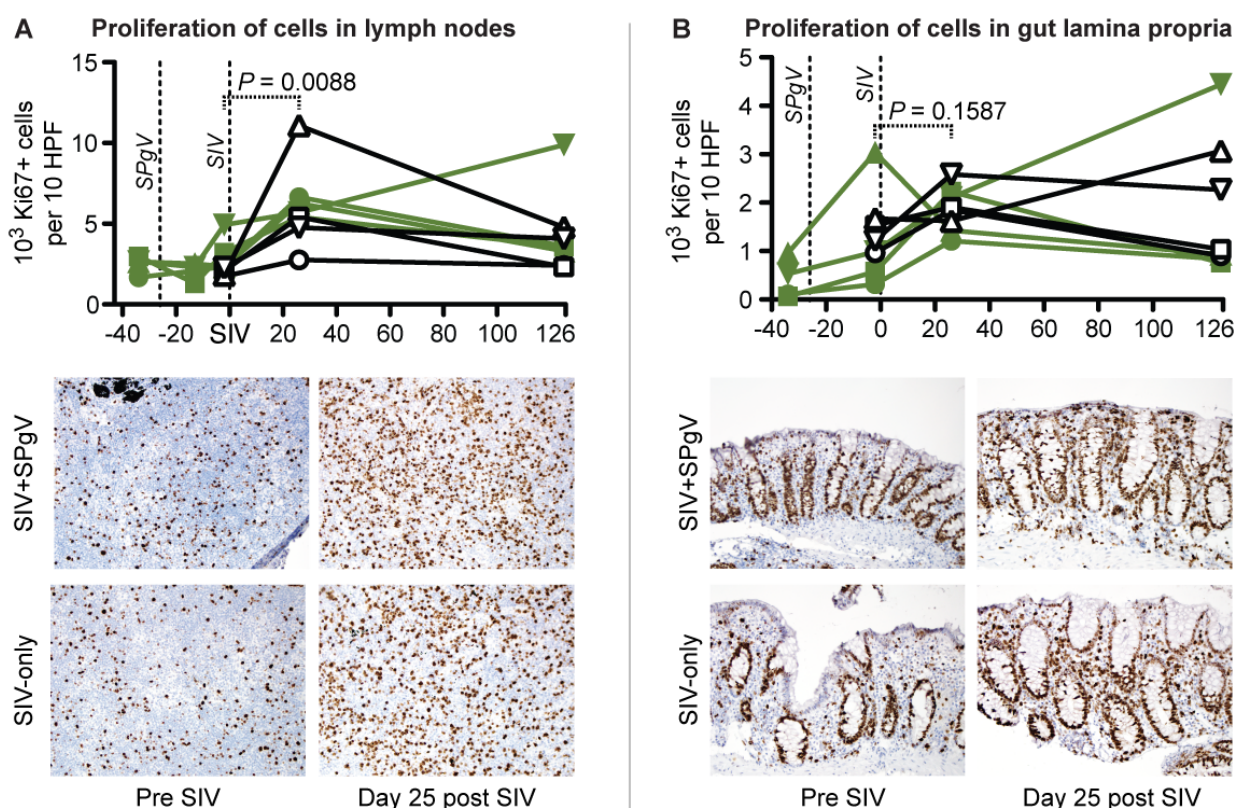 A Proliferation of cells in lymph nodes
15
10
5
0
10³ Ki67+ cells
per 10 HPF
SPgV
SIV
P = 0.0088
-40 -20 SIV 20 40 60 80 100 126
SIV+SPgV
SIV-only
Pre SIV Day 25 post SIV
B Proliferation of cells in gut lamina propria
5
4
3
2
1
0
10³ Ki67+ cells
per 10 HPF
SPgV
SIV
P = 0.1587
-40 -20 0 20 40 60 80 100 126
SIV+SPgV
SIV-only
Pre SIV Day 25 post SIV